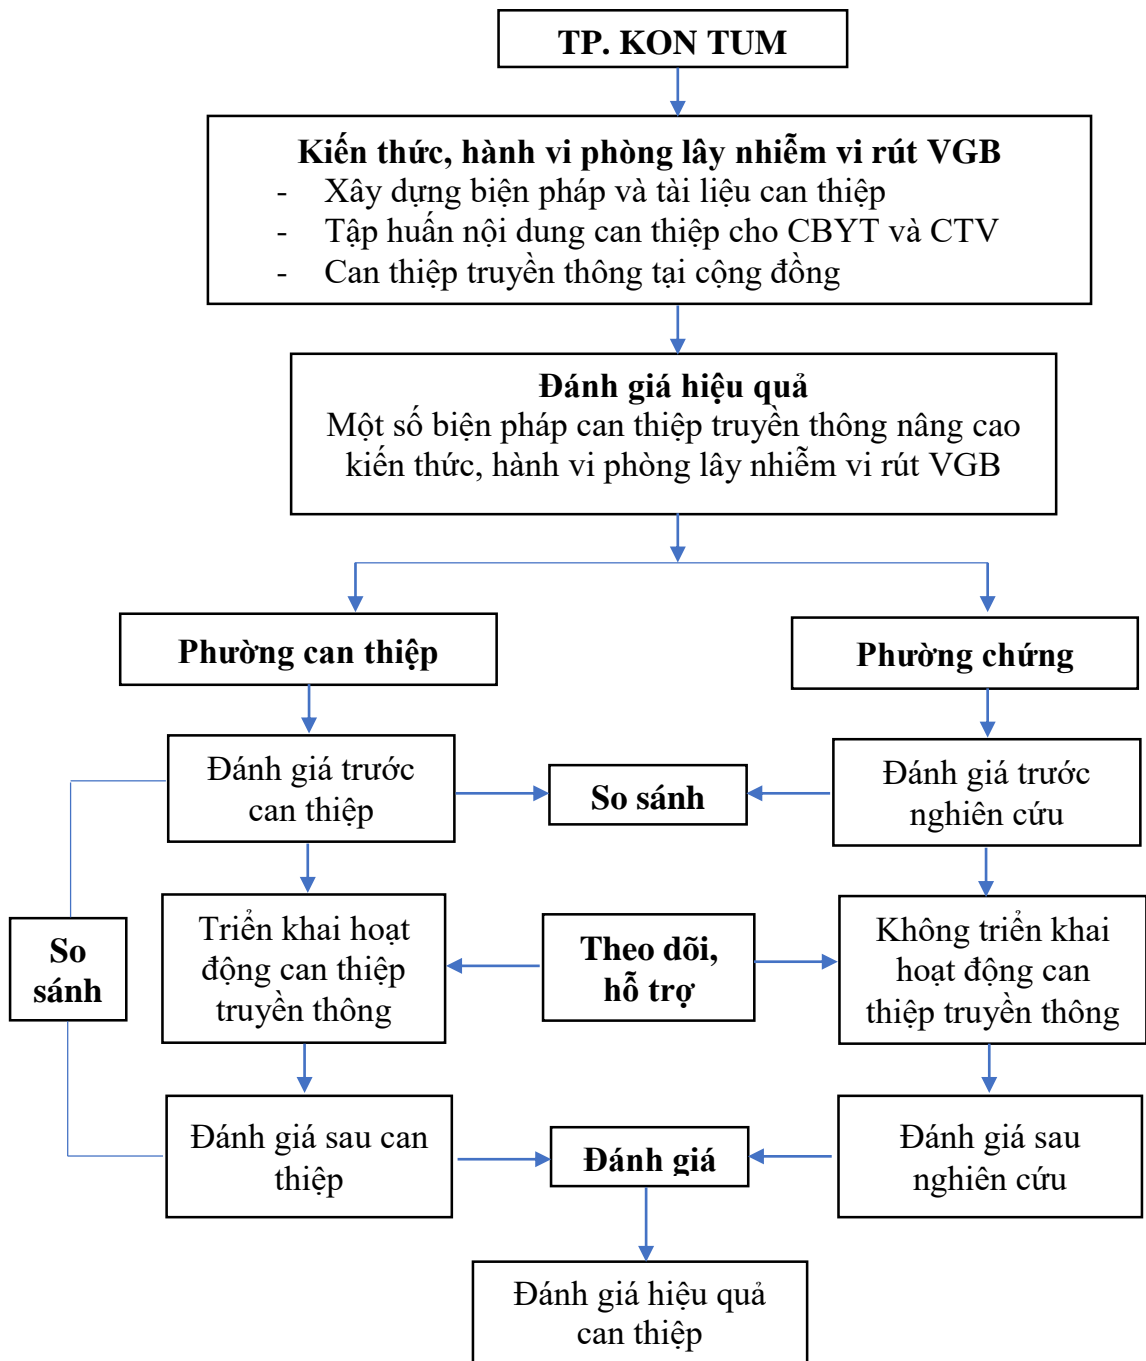 TP. KON TUM
Kiến thức, hành vi phòng lây nhiễm vi rút VGB
- Xây dựng biện pháp và tài liệu can thiệp
- Tập huấn nội dung can thiệp cho CBYT và CTV
- Can thiệp truyền thông tại cộng đồng
Đánh giá hiệu quả
Một số biện pháp can thiệp truyền thông nâng cao
kiến thức, hành vi phòng lây nhiễm vi rút VGB
Phường can thiệp
Phường chứng
Đánh giá trước
can thiệp
So sánh
Đánh giá trước
nghiên cứu
So
sánh
Triển khai hoạt
động can thiệp
truyền thông
Theo dõi,
hỗ trợ
Không triển khai
hoạt động can
thiệp truyền thông
Đánh giá sau can
thiệp
Đánh giá
Đánh giá sau
nghiên cứu
Đánh giá hiệu quả
can thiệp